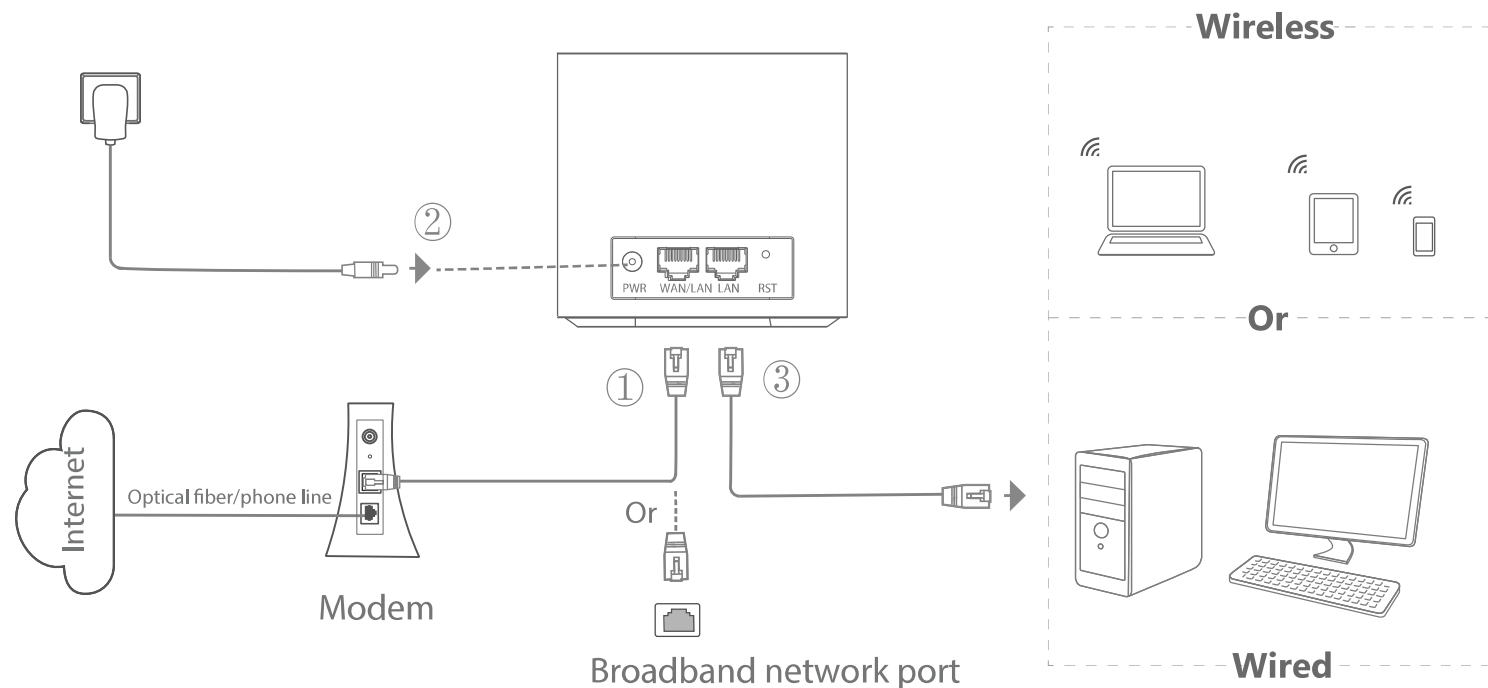 Wireless
②
PWR WAN/LAN LAN RST
Or
① ③
Internet
Optical fiber/phone line
Or
Modem
Broadband network port
Wired